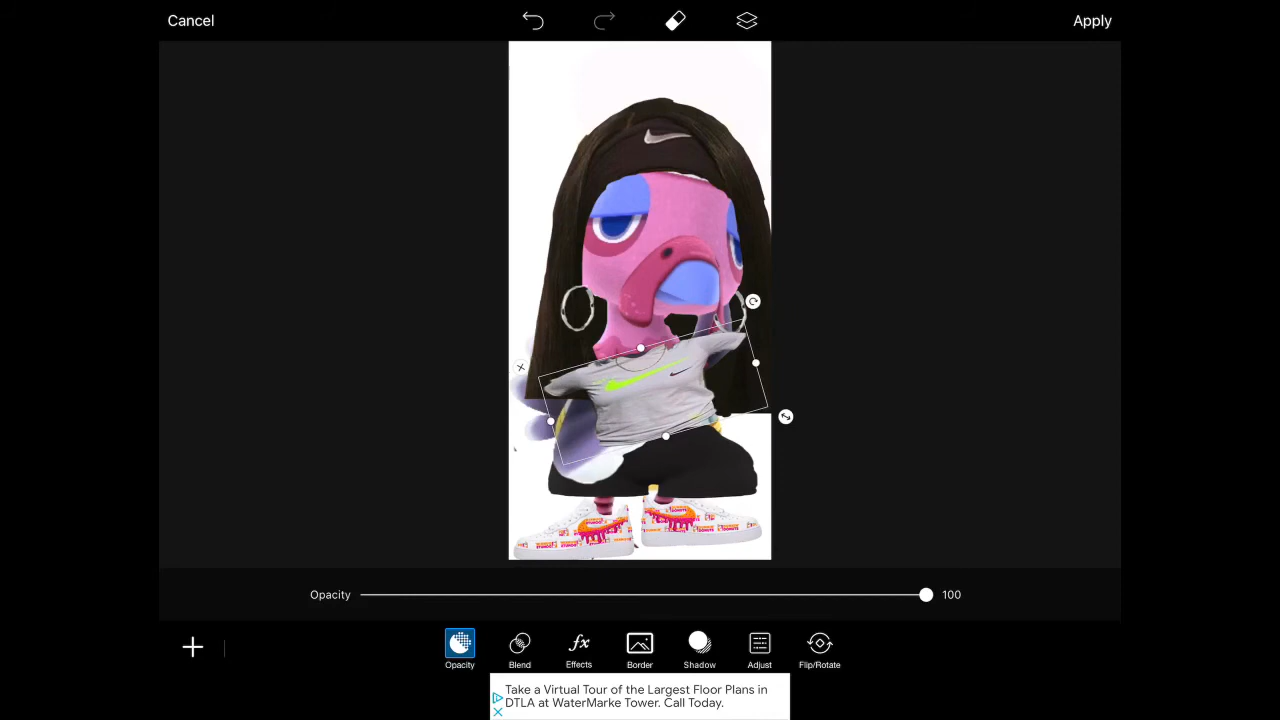 Cancel
Apply
Opacity
100
Opacity
Blend
fx
Effects
Border
Shadow
Adjust
Flip/Rotate
Take a Virtual Tour of the Largest Floor Plans in
DTLA at WaterMarke Tower. Call Today.